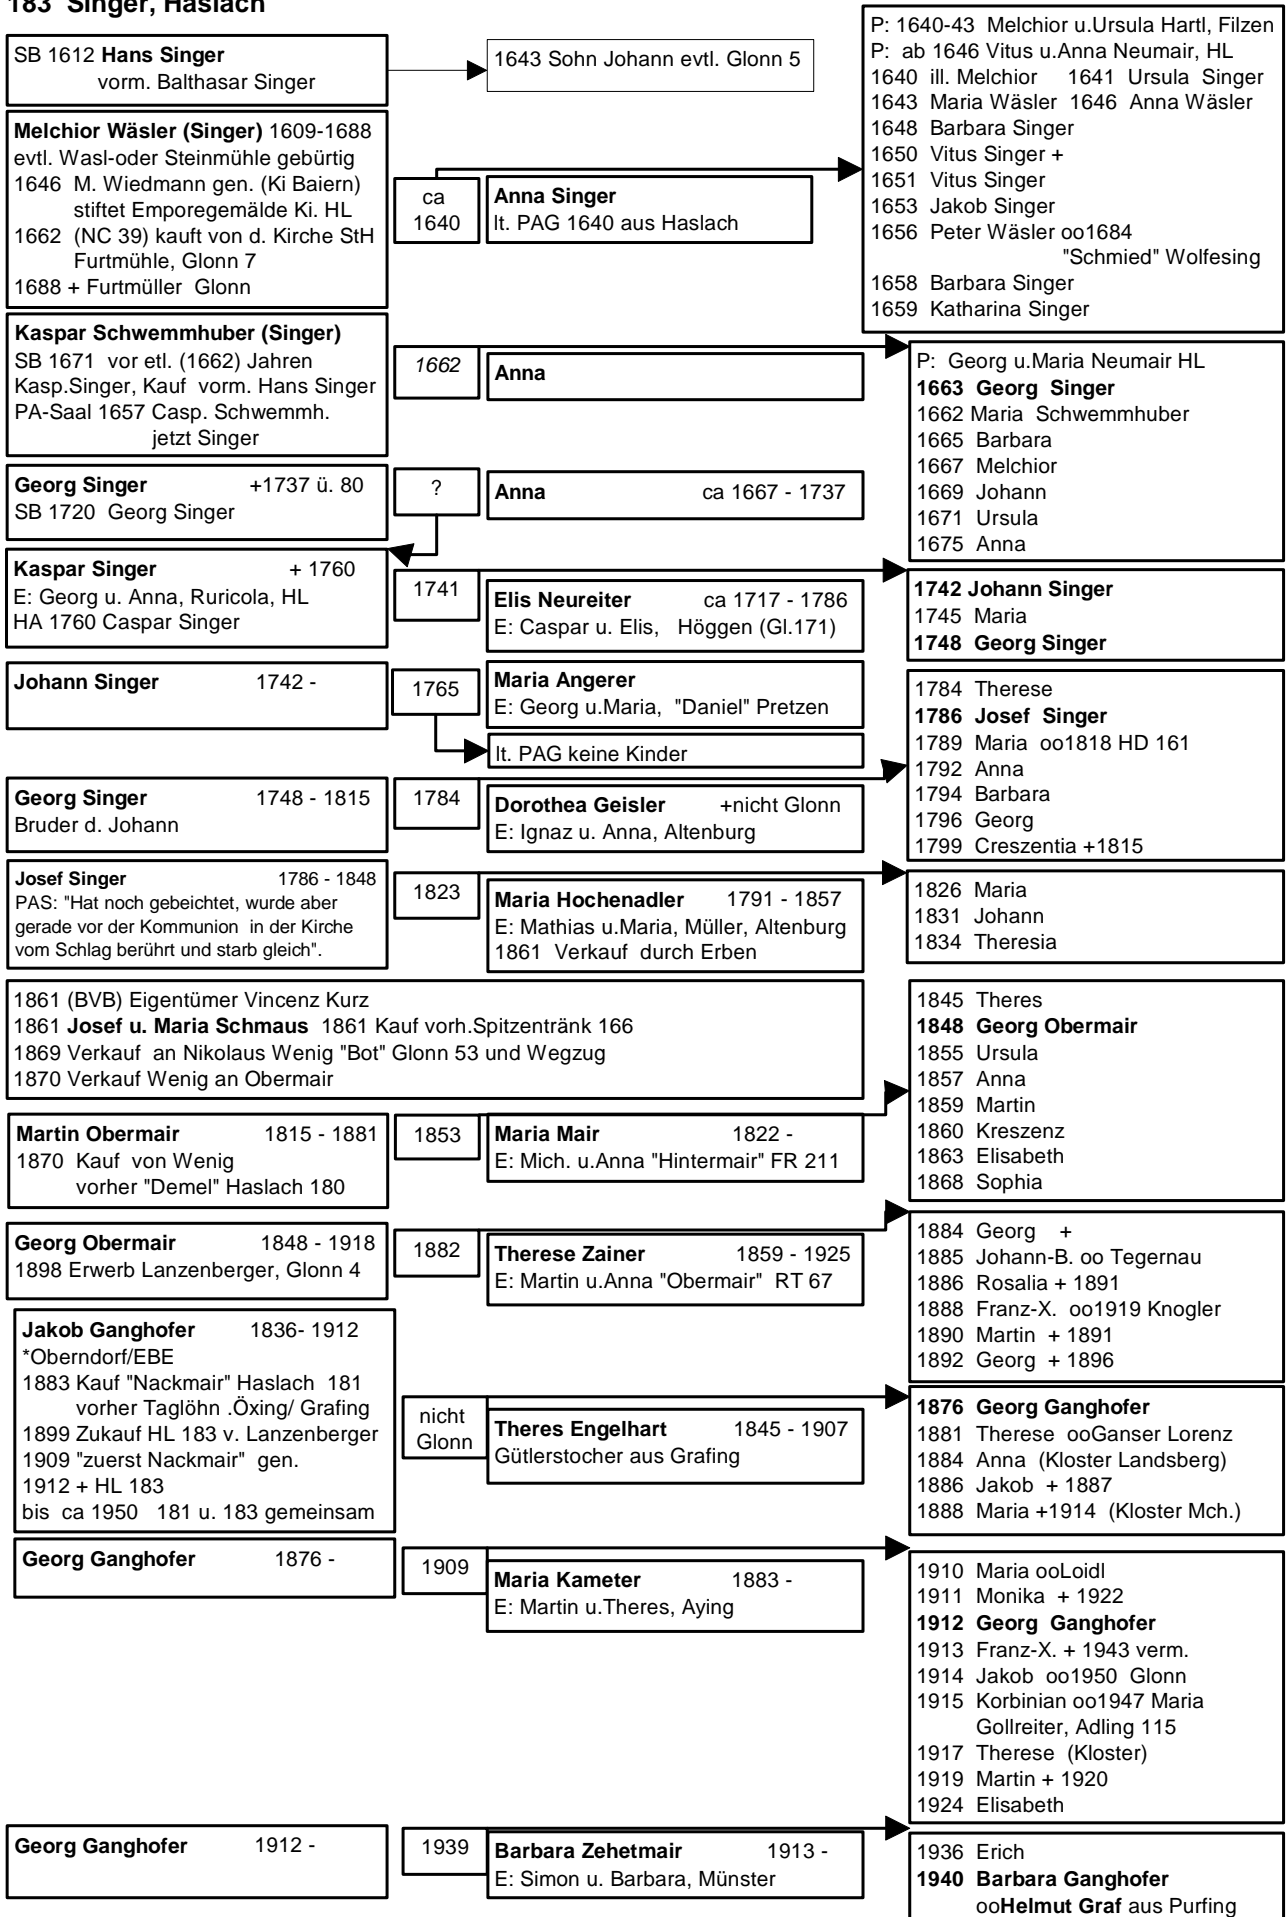 183 Singer, Haslach
SB 1612 Hans Singer
vorm. Balthasar Singer
1643 Sohn Johann evtl. Glonn 5
P: 1640-43 Melchior u.Ursula Hartl, Filzen
P: ab 1646 Vitus u.Anna Neumair, HL
1640 ill. Melchior 1641 Ursula Singer
1643 Maria Wäsler 1646 Anna Wäsler
1648 Barbara Singer
1650 Vitus Singer +
1651 Vitus Singer
1653 Jakob Singer
1656 Peter Wäsler oo1684
"Schmied" Wolfesing
1658 Barbara Singer
1659 Katharina Singer
Melchior Wäsler (Singer) 1609-1688
evtl. Wasl-oder Steinmühle gebürtig
1646 M. Wiedmann gen. (Ki Baiern)
stiftet Emporegemälde Ki. HL
1662 (NC 39) kauft von d. Kirche StH
Furtmühle, Glonn 7
1688 + Furtmüller Glonn
ca
1640
Anna Singer
lt. PAG 1640 aus Haslach
Kaspar Schwemmhuber (Singer)
SB 1671 vor etl. (1662) Jahren
Kasp.Singer, Kauf vorm. Hans Singer
PA-Saal 1657 Casp. Schwemmh.
jetzt Singer
1662
Anna
P: Georg u.Maria Neumair HL
1663 Georg Singer
1662 Maria Schwemmhuber
1665 Barbara
1667 Melchior
1669 Johann
1671 Ursula
1675 Anna
Georg Singer +1737 ü. 80
SB 1720 Georg Singer
?
Anna ca 1667 - 1737
Kaspar Singer + 1760
E: Georg u. Anna, Ruricola, HL
HA 1760 Caspar Singer
1741
Elis Neureiter ca 1717 - 1786
E: Caspar u. Elis, Höggen (Gl.171)
1742 Johann Singer
1745 Maria
1748 Georg Singer
Johann Singer 1742 -
1765
Maria Angerer
E: Georg u.Maria, "Daniel" Pretzen
lt. PAG keine Kinder
1784 Therese
1786 Josef Singer
1789 Maria oo1818 HD 161
1792 Anna
1794 Barbara
1796 Georg
1799 Creszentia +1815
Georg Singer 1748 - 1815
Bruder d. Johann
1784
Dorothea Geisler +nicht Glonn
E: Ignaz u. Anna, Altenburg
Josef Singer 1786 - 1848
PAS: "Hat noch gebeichtet, wurde aber
gerade vor der Kommunion in der Kirche
vom Schlag berührt und starb gleich".
1823
Maria Hochenadler 1791 - 1857
E: Mathias u.Maria, Müller, Altenburg
1861 Verkauf durch Erben
1826 Maria
1831 Johann
1834 Theresia
1861 (BVB) Eigentümer Vincenz Kurz
1861 Josef u. Maria Schmaus 1861 Kauf vorh.Spitzentränk 166
1869 Verkauf an Nikolaus Wenig "Bot" Glonn 53 und Wegzug
1870 Verkauf Wenig an Obermair
1845 Theres
1848 Georg Obermair
1855 Ursula
1857 Anna
1859 Martin
1860 Kreszenz
1863 Elisabeth
1868 Sophia
Martin Obermair 1815 - 1881
1870 Kauf von Wenig
vorher "Demel" Haslach 180
1853
Maria Mair 1822 -
E: Mich. u.Anna "Hintermair" FR 211
Georg Obermair 1848 - 1918
1898 Erwerb Lanzenberger, Glonn 4
1882
Therese Zainer 1859 - 1925
E: Martin u.Anna "Obermair" RT 67
1884 Georg +
1885 Johann-B. oo Tegernau
1886 Rosalia + 1891
1888 Franz-X. oo1919 Knogler
1890 Martin + 1891
1892 Georg + 1896
Jakob Ganghofer 1836- 1912
*Oberndorf/EBE
1883 Kauf "Nackmair" Haslach 181
vorher Taglöhn .Öxing/ Grafing
1899 Zukauf HL 183 v. Lanzenberger
1909 "zuerst Nackmair" gen.
1912 + HL 183
bis ca 1950 181 u. 183 gemeinsam
nicht
Glonn
Theres Engelhart 1845 - 1907
Gütlerstocher aus Grafing
1876 Georg Ganghofer
1881 Therese ooGanser Lorenz
1884 Anna (Kloster Landsberg)
1886 Jakob + 1887
1888 Maria +1914 (Kloster Mch.)
Georg Ganghofer 1876 -
1909
Maria Kameter 1883 -
E: Martin u.Theres, Aying
1910 Maria ooLoidl
1911 Monika + 1922
1912 Georg Ganghofer
1913 Franz-X. + 1943 verm.
1914 Jakob oo1950 Glonn
1915 Korbinian oo1947 Maria
Gollreiter, Adling 115
1917 Therese (Kloster)
1919 Martin + 1920
1924 Elisabeth
Georg Ganghofer 1912 -
1939
Barbara Zehetmair 1913 -
E: Simon u. Barbara, Münster
1936 Erich
1940 Barbara Ganghofer
ooHelmut Graf aus Purfing